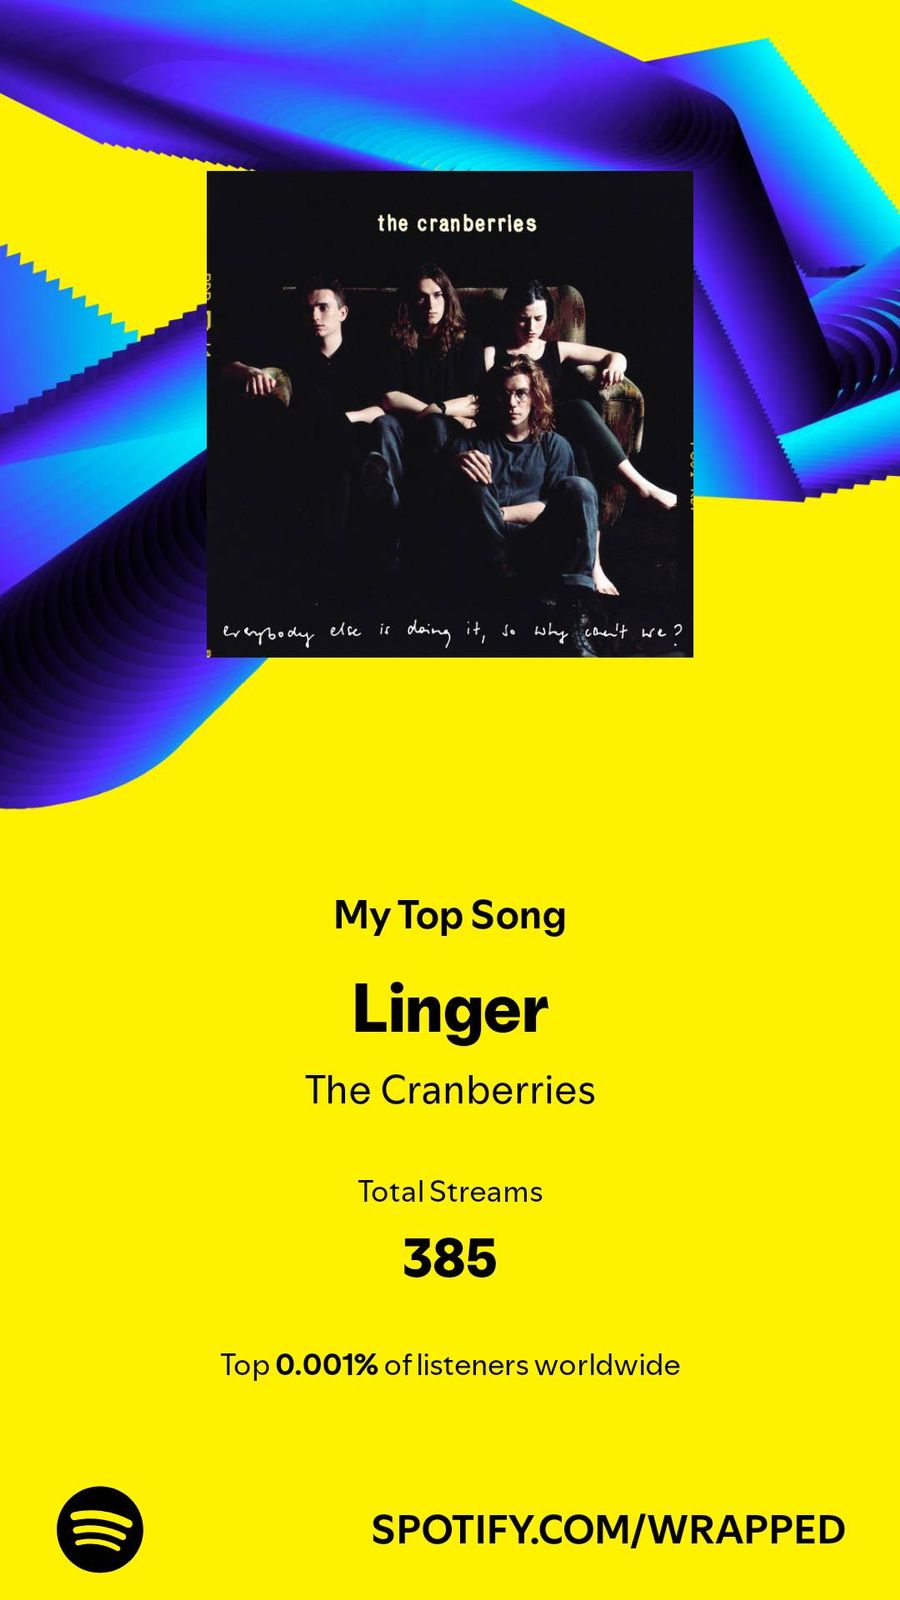 the cranberries
everybody else is doing it, so why can't we?
My Top Song
Linger
The Cranberries
Total Streams
385
Top 0.001% of listeners worldwide
SPOTIFY.COM/WRAPPED